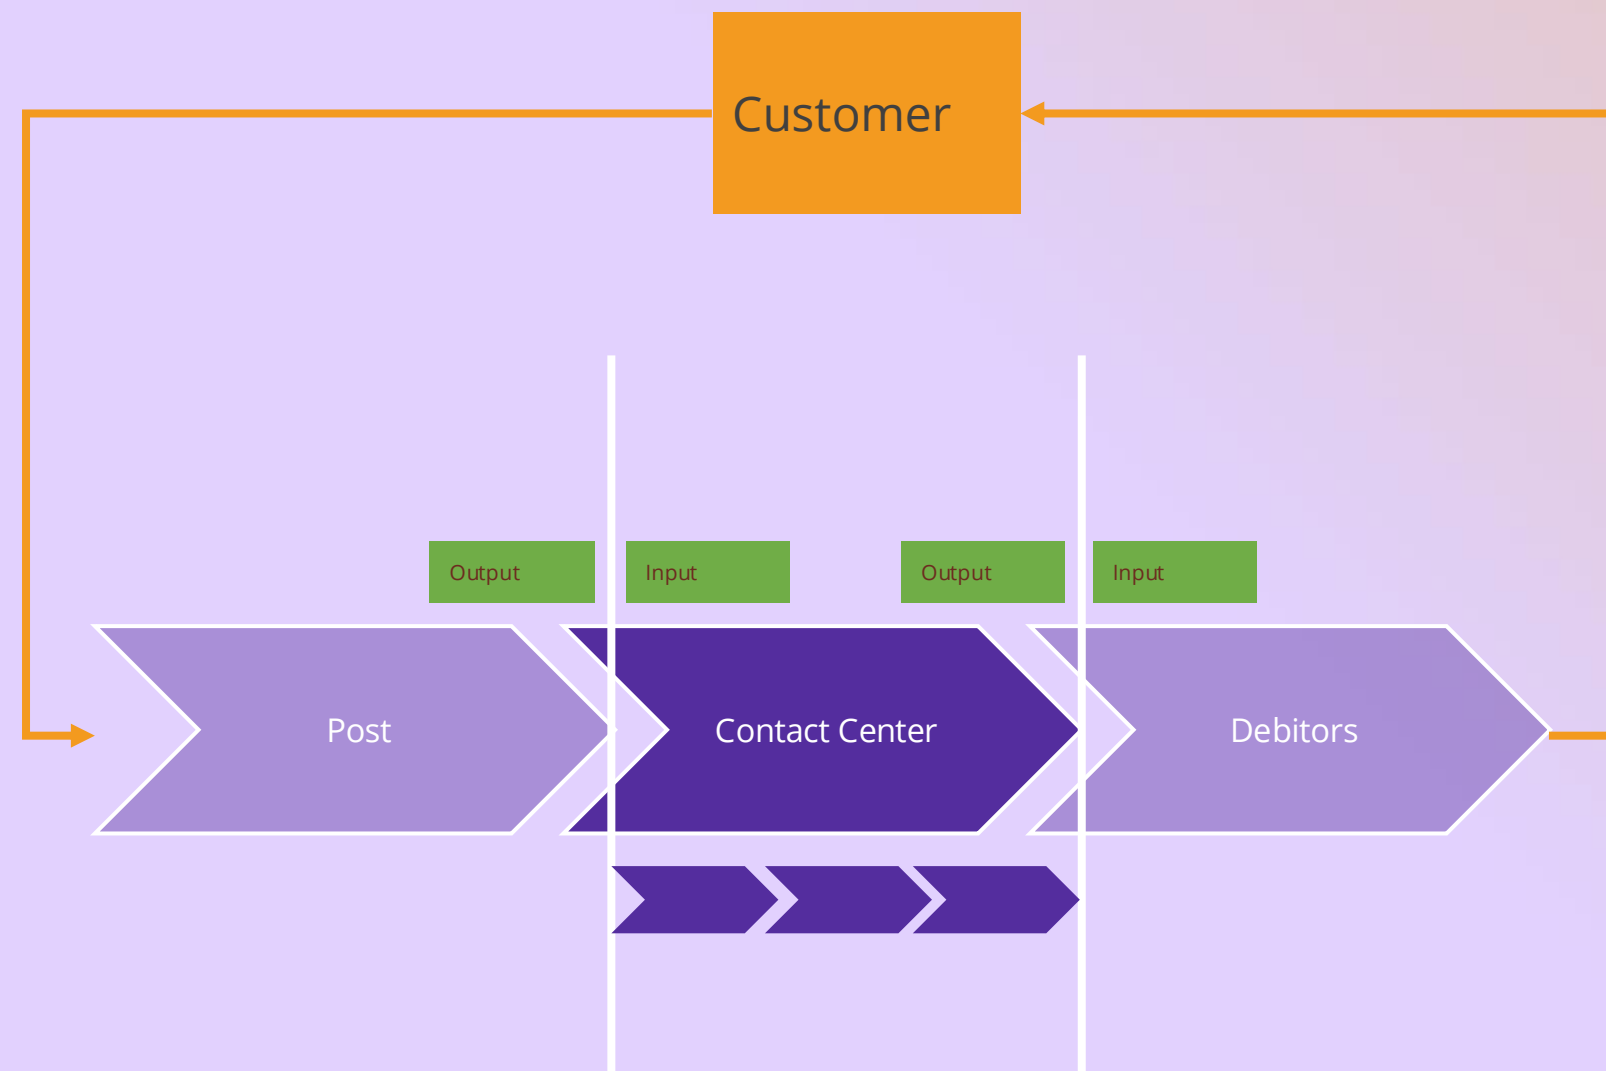 Customer
Output
Input
Output
Input
Post
Contact Center
Debitors